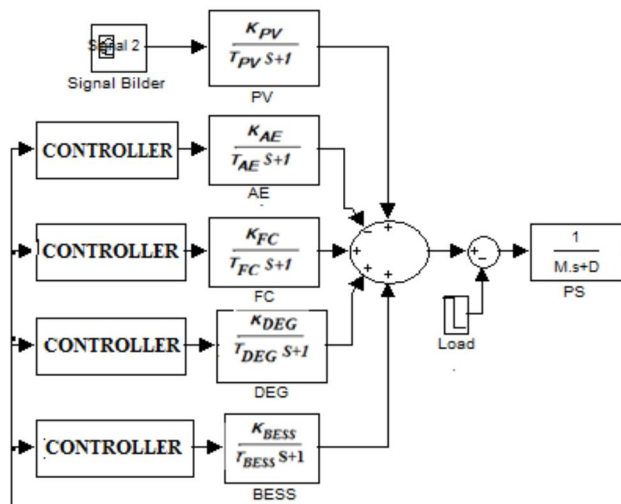 Signal 2
Signal Bilder
K_PV
T_PV S+1
PV
CONTROLLER
K_AE
T_AE S+1
AE
CONTROLLER
K_FC
T_FC S+1
FC
CONTROLLER
K_DEG
T_DEG S+1
DEG
CONTROLLER
K_BESS
T_BESS S+1
BESS
+
−
+
+
+
+
−
Load
1
M.s+D
PS